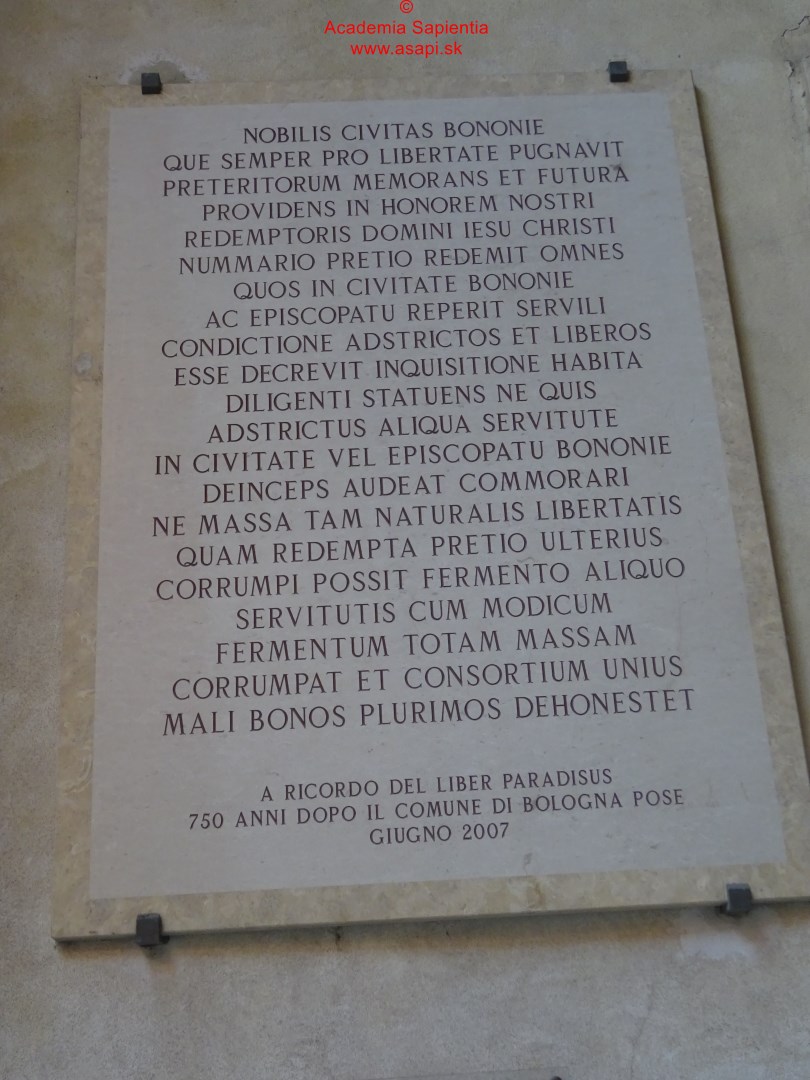 ©
Academia Sapientia
www.asapi.sk
NOBILIS CIVITAS BONONIE
QUE SEMPER PRO LIBERTATE PUGNAVIT
PRETERITORUM MEMORANS ET FUTURA
PROVIDENS IN HONOREM NOSTRI
REDEMPTORIS DOMINI IESU CHRISTI
NUMMARIO PRETIO REDEMIT OMNES
QUOS IN CIVITATE BONONIE
AC EPISCOPATU REPERIT SERVILI
CONDICTIONE ADSTRICTOS ET LIBEROS
ESSE DECREVIT INQUISITIONE HABITA
DILIGENTI STATUENS NE QUIS
ADSTRICTUS ALIQUA SERVITUTE
IN CIVITATE VEL EPISCOPATU BONONIE
DEINCEPS AUDEAT COMMORARI
NE MASSA TAM NATURALIS LIBERTATIS
QUAM REDEMPTA PRETIO ULTERIUS
CORRUMPI POSSIT FERMENTO ALIQUO
SERVITUTIS CUM MODICUM
FERMENTUM TOTAM MASSAM
CORRUMPAT ET CONSORTIUM UNIUS
MALI BONOS PLURIMOS DEHONESTET
A RICORDO DEL LIBER PARADISUS
750 ANNI DOPO IL COMUNE DI BOLOGNA POSE
GIUGNO 2007